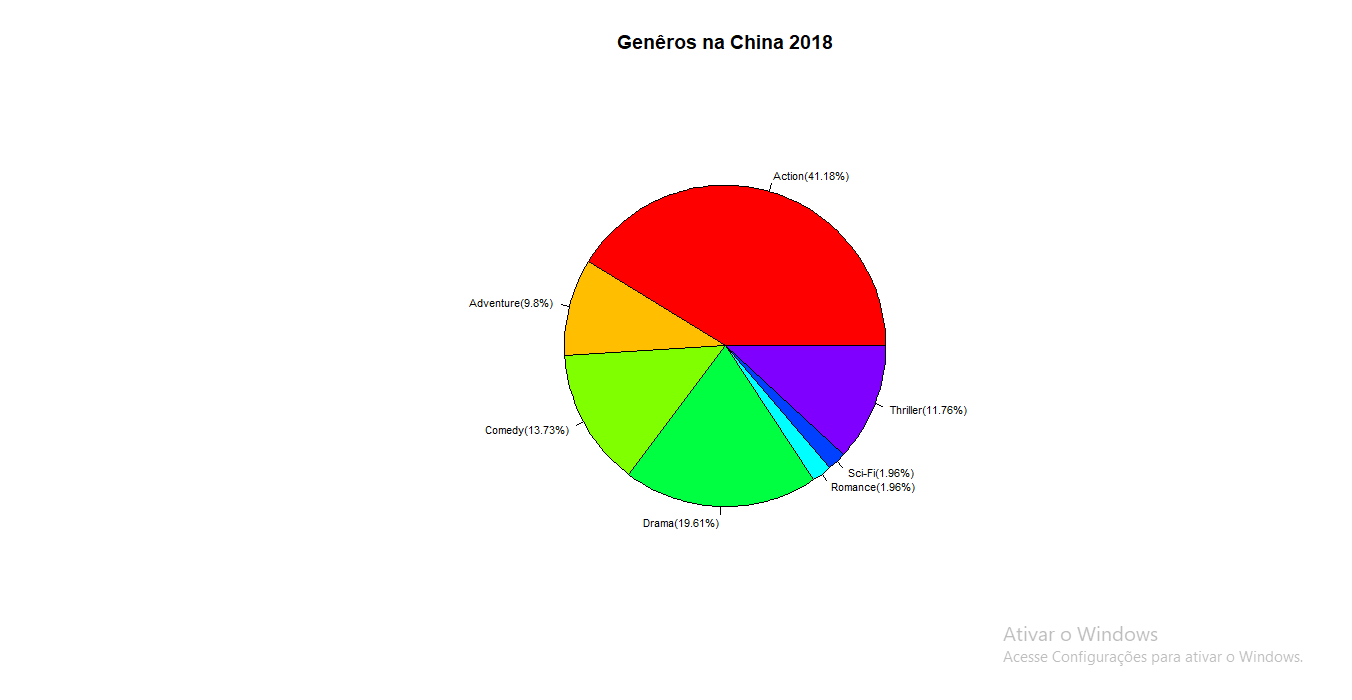 Genêros na China 2018
Action(41.18%)
Adventure(9.8%)
Thriller(11.76%)
Comedy(13.73%)
Sci-Fi(1.96%)
Romance(1.96%)
Drama(19.61%)
Ativar o Windows
Acesse Configurações para ativar o Windows.